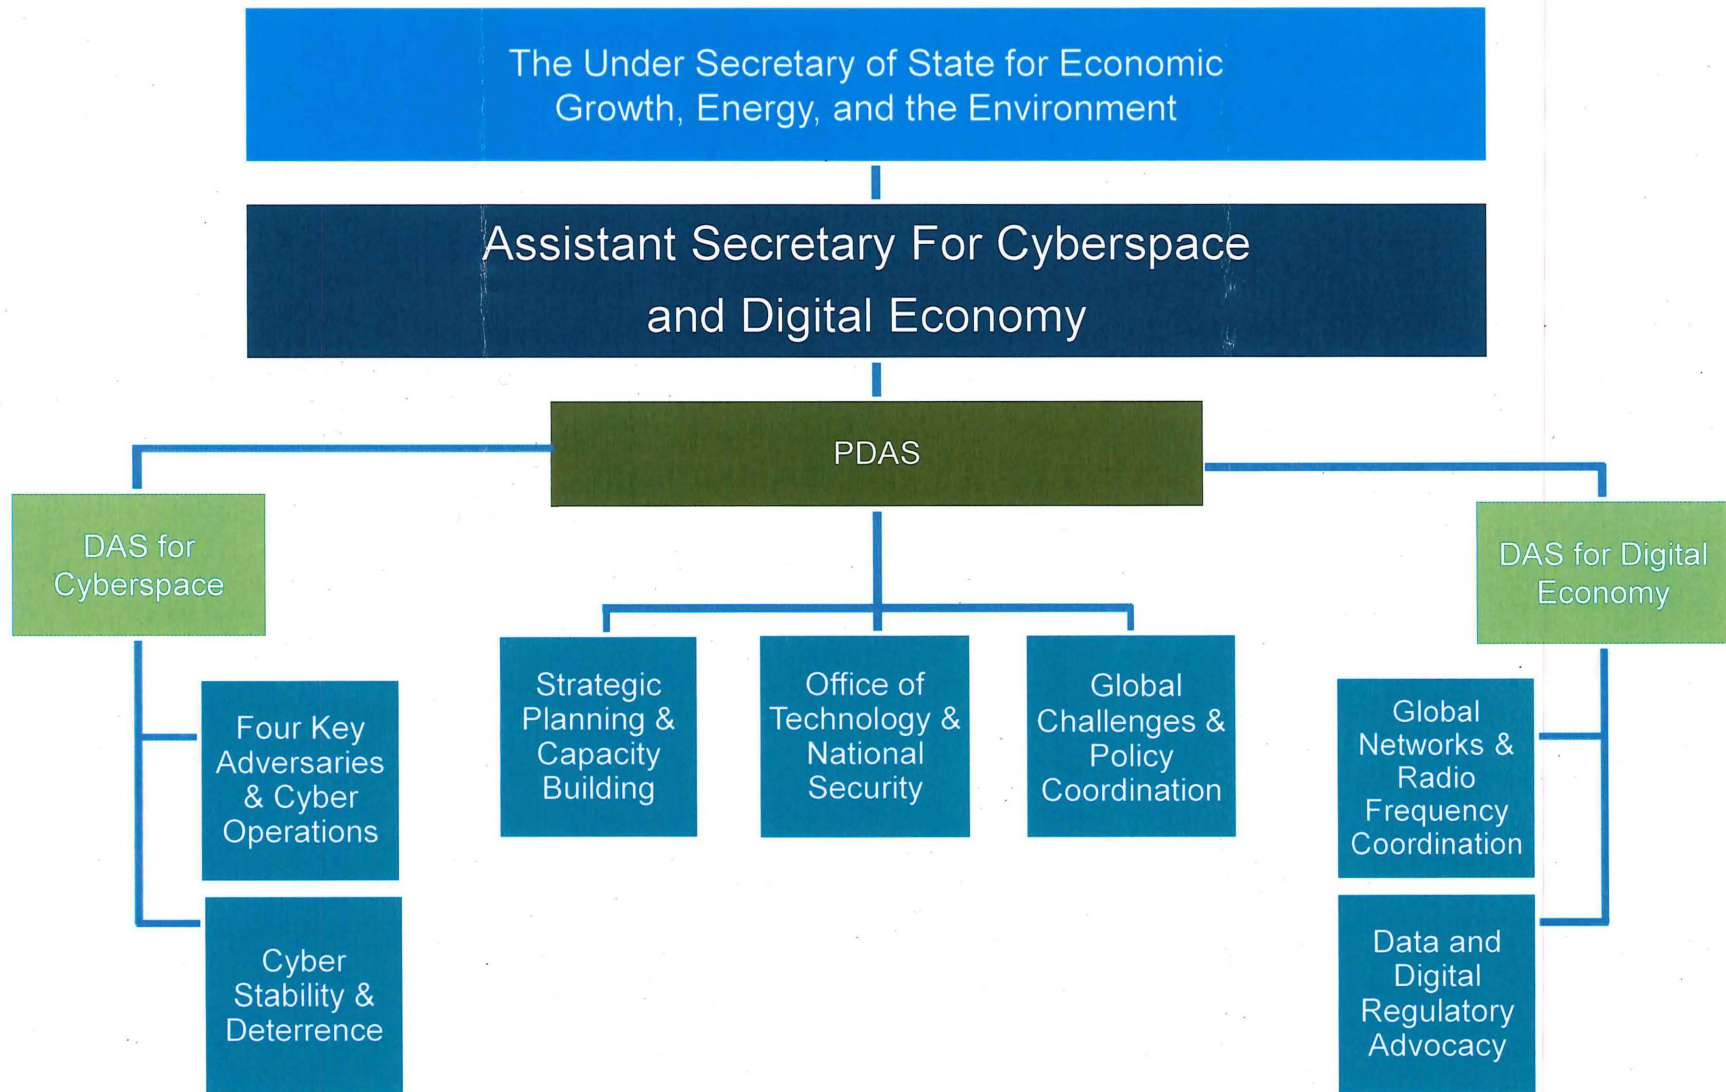 The Under Secretary of State for Economic
Growth, Energy, and the Environment
Assistant Secretary For Cyberspace
and Digital Economy
PDAS
DAS for
Cyberspace
DAS for Digital
Economy
Four Key
Adversaries
& Cyber
Operations
Cyber
Stability &
Deterrence
Strategic
Planning &
Capacity
Building
Office of
Technology &
National
Security
Global
Challenges &
Policy
Coordination
Global
Networks &
Radio
Frequency
Coordination
Data and
Digital
Regulatory
Advocacy